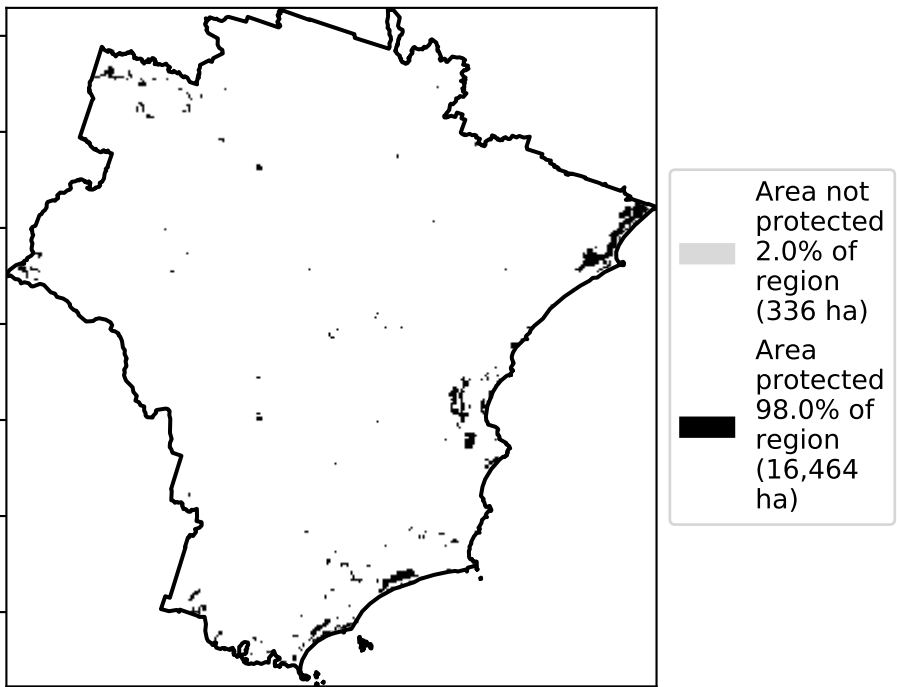 Area not
protected
2.0% of
region
(336 ha)
Area
protected
98.0% of
region
(16,464
ha)